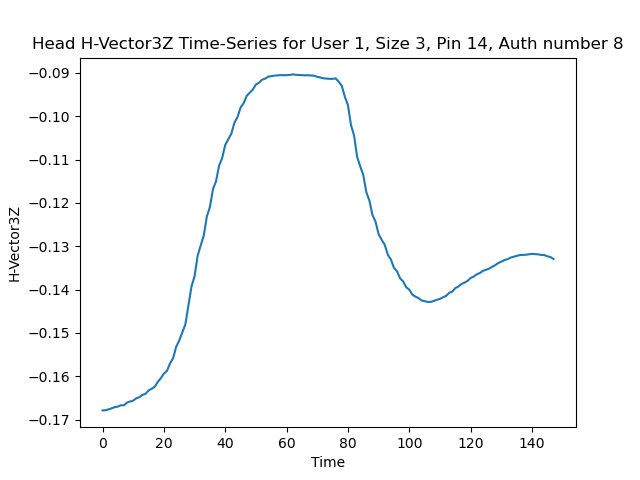 Head H-Vector3Z Time-Series for User 1, Size 3, Pin 14, Auth number 8
−0.09
−0.10
−0.11
−0.12
−0.13
−0.14
−0.15
−0.16
−0.17
H-Vector3Z
0 20 40 60 80 100 120 140
Time